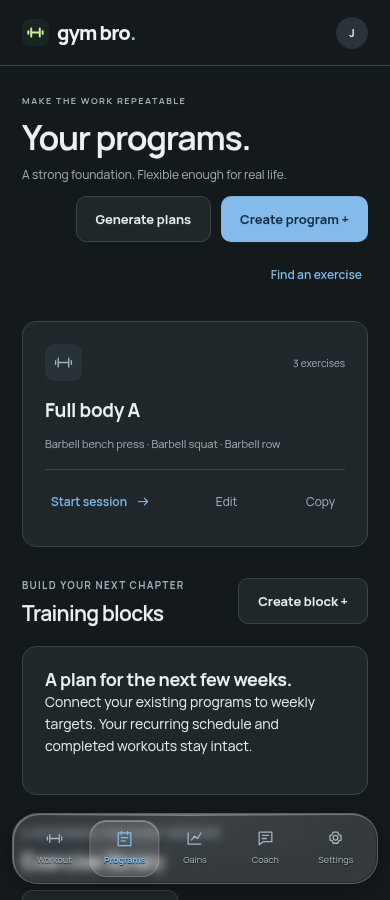 gym bro.
J
MAKE THE WORK REPEATABLE
Your programs.
A strong foundation. Flexible enough for real life.
Generate plans
Create program +
Find an exercise
3 exercises
Full body A
Barbell bench press · Barbell squat · Barbell row
Start session →
Edit
Copy
BUILD YOUR NEXT CHAPTER
Training blocks
Create block +
A plan for the next few weeks.
Connect your existing programs to weekly
targets. Your recurring schedule and
completed workouts stay intact.
Workout
Programs
Gains
Coach
Settings